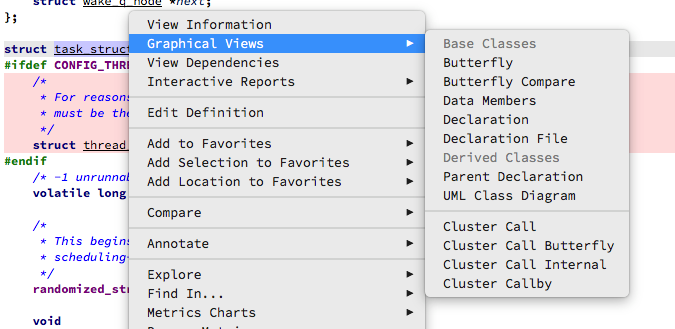 struct wake_q_node *next;
};
struct task_struct
#ifdef CONFIG_THRE
/*
* For reasons
* must be the
*/
struct thread_
#endif
/* -1 unrunnab
volatile long
/*
* This begins
* scheduling-
*/
randomized_str
void
View Information
Graphical Views
View Dependencies
Interactive Reports
Edit Definition
Add to Favorites
Add Selection to Favorites
Add Location to Favorites
Compare
Annotate
Explore
Find In...
Metrics Charts
Base Classes
Butterfly
Butterfly Compare
Data Members
Declaration
Declaration File
Derived Classes
Parent Declaration
UML Class Diagram
Cluster Call
Cluster Call Butterfly
Cluster Call Internal
Cluster Callby